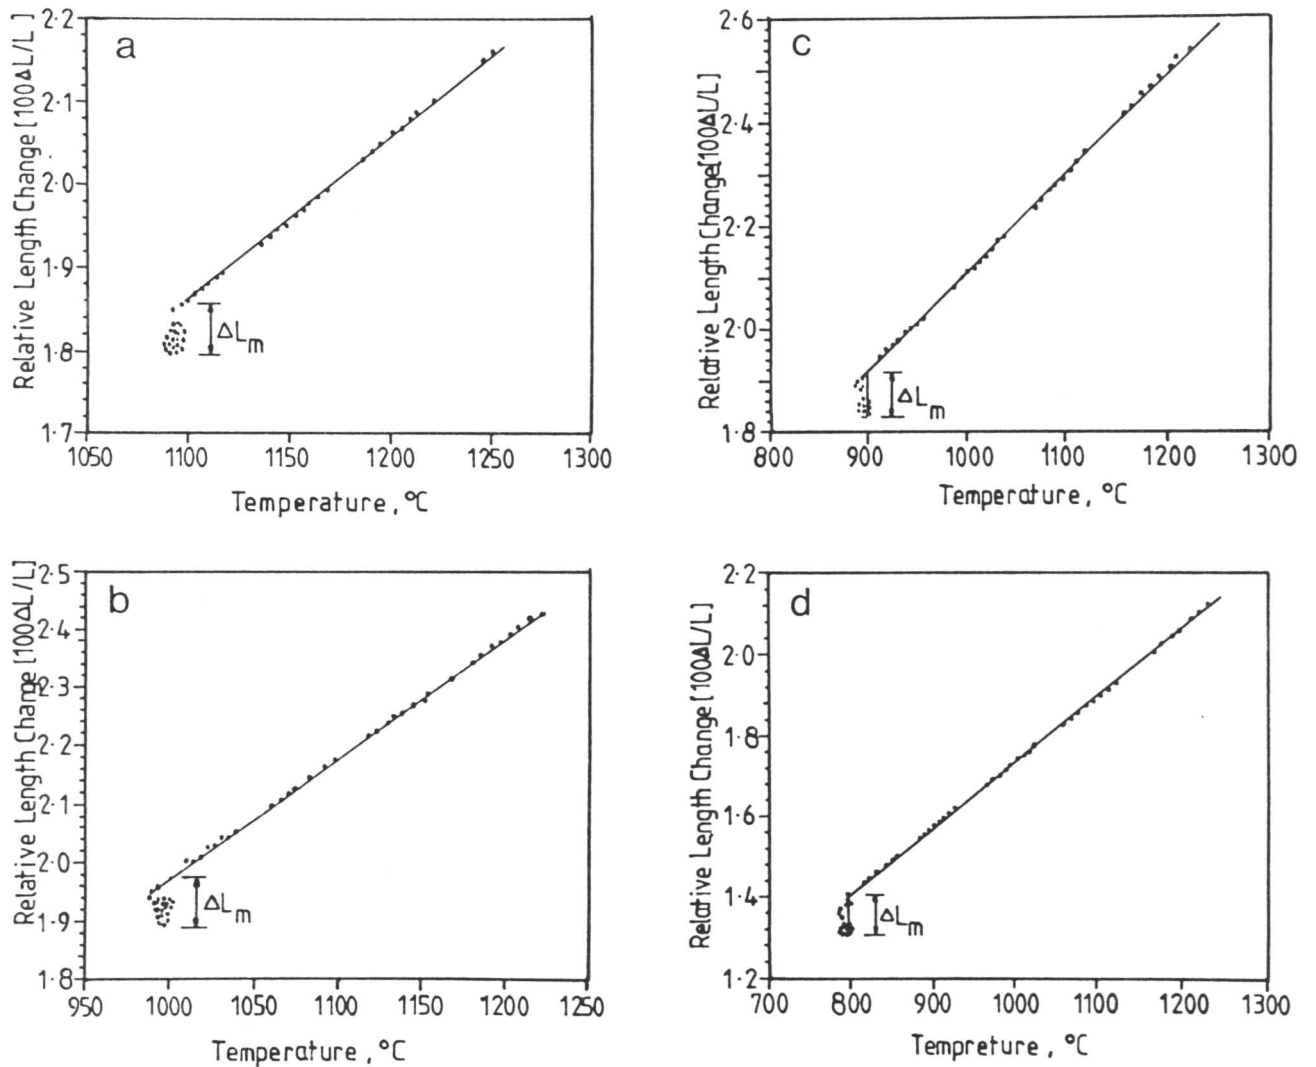 a
Relative Length Change [100ΔL/L]
2·2
2·1
2·0
1·9
1·8
1·7
ΔLm
1050 1100 1150 1200 1250 1300
Temperature, °C
c
Relative Length Change [100ΔL/L]
2·6
2·4
2·2
2·0
1·8
ΔLm
800 900 1000 1100 1200 1300
Temperature, °C
b
Relative Length Change [100ΔL/L]
2·5
2·4
2·3
2·2
2·1
2·0
1·9
1·8
ΔLm
950 1000 1050 1100 1150 1200 1250
Temperature, °C
d
Relative Length Change [100ΔL/L]
2·2
2·0
1·8
1·6
1·4
1·2
ΔLm
700 800 900 1000 1100 1200 1300
Tempreture, °C